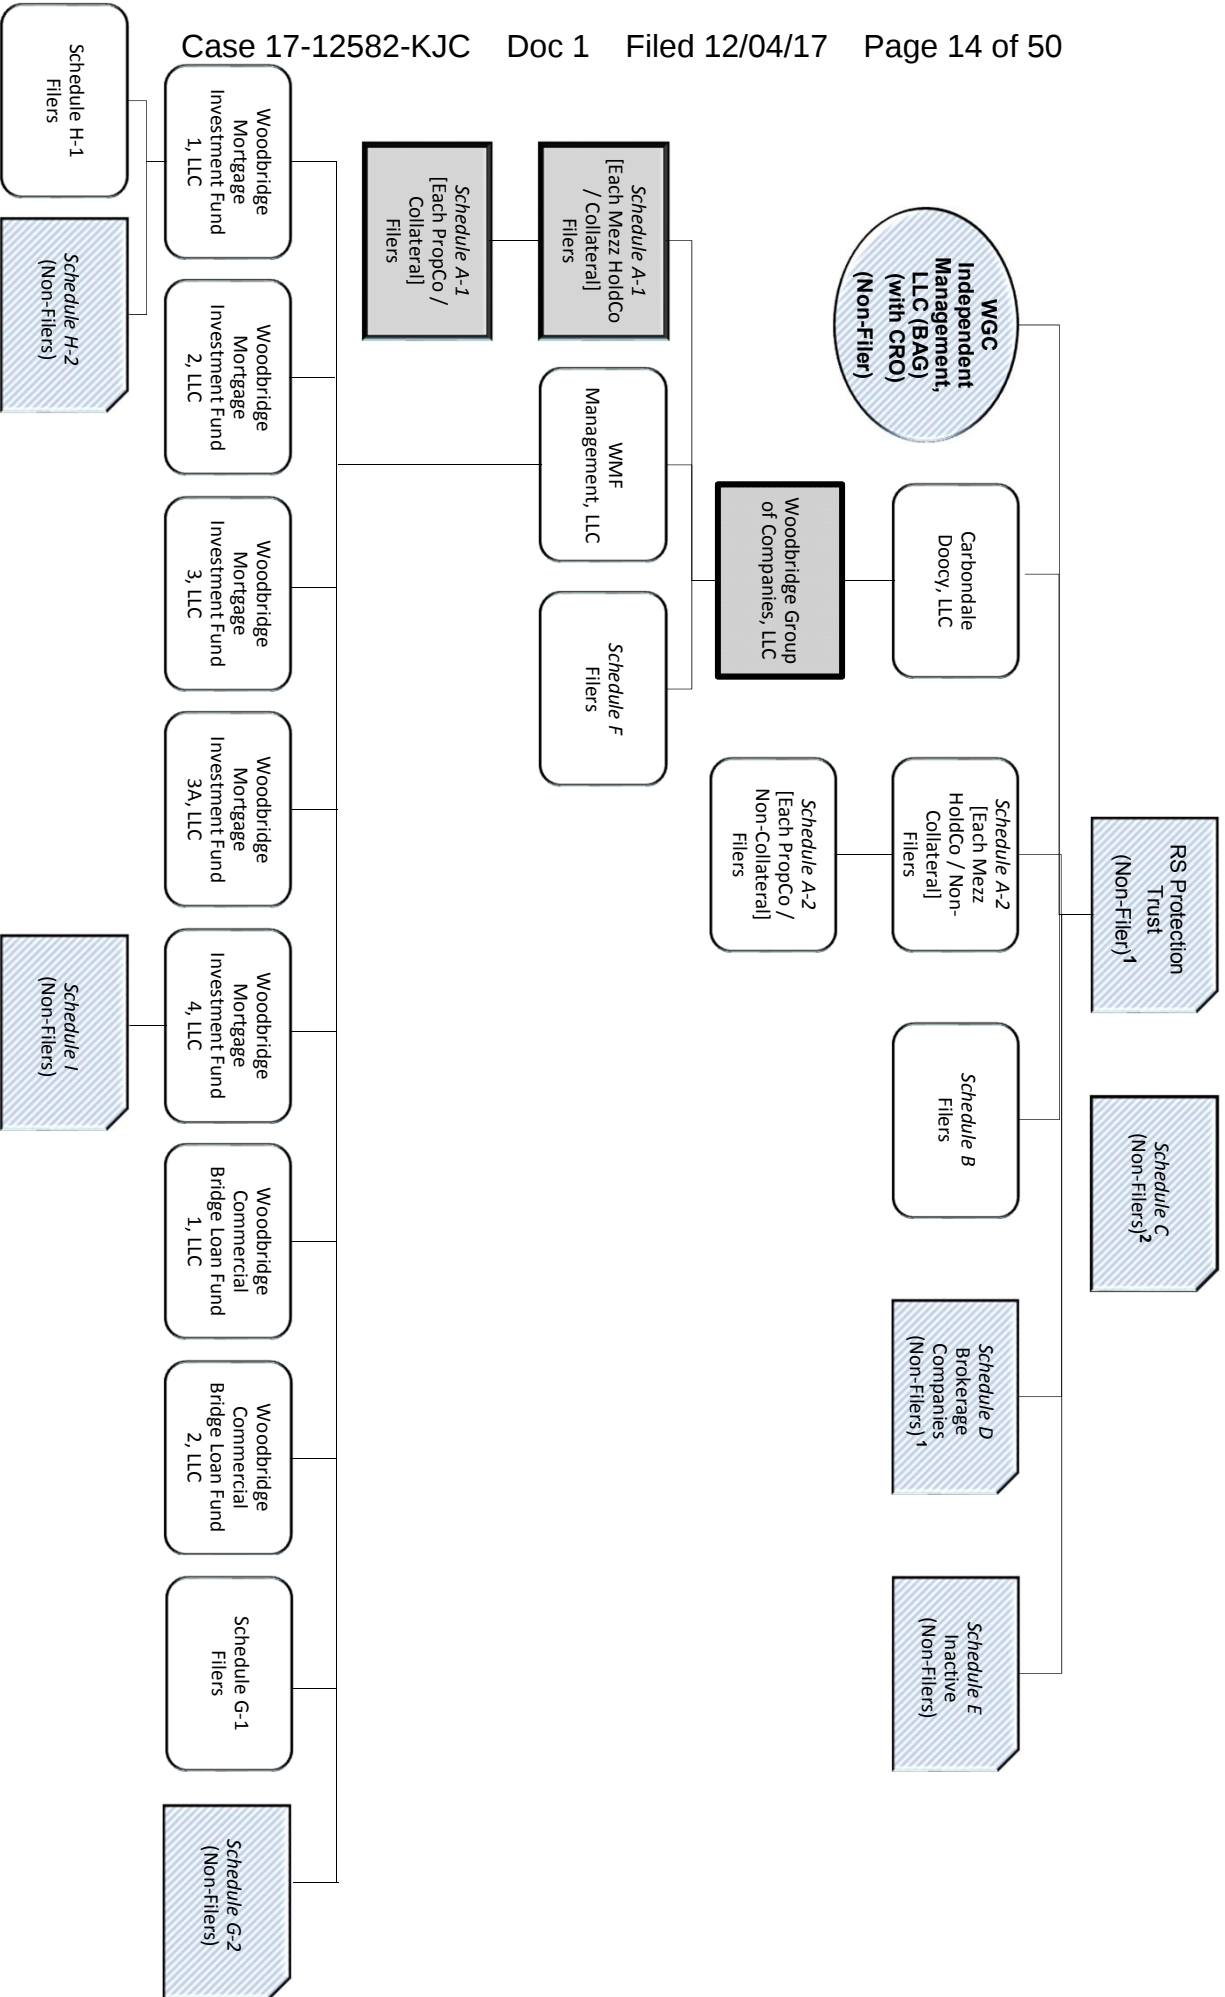 Case 17-12582-KJC Doc 1 Filed 12/04/17 Page 14 of 50
RS Protection
Trust
(Non-Filer)¹
Schedule C
(Non-Filers)²
WGC
Independent
Management,
LLC (BAG)
(with CRO)
(Non-Filer)
Carbondale
Doocy, LLC
Schedule A-2
[Each Mezz
HoldCo / Non-
Collateral]
Filers
Schedule B
Filers
Schedule D
Brokerage
Companies
(Non-Filers) ¹
Schedule E
Inactive
(Non-Filers)
Woodbridge Group
of Companies, LLC
Schedule A-2
[Each PropCo /
Non-Collateral]
Filers
Schedule A-1
[Each Mezz HoldCo
/ Collateral]
Filers
WMF
Management, LLC
Schedule F
Filers
Schedule A-1
[Each PropCo /
Collateral]
Filers
Woodbridge
Mortgage
Investment Fund
1, LLC
Woodbridge
Mortgage
Investment Fund
2, LLC
Woodbridge
Mortgage
Investment Fund
3, LLC
Woodbridge
Mortgage
Investment Fund
3A, LLC
Woodbridge
Mortgage
Investment Fund
4, LLC
Woodbridge
Commercial
Bridge Loan Fund
1, LLC
Woodbridge
Commercial
Bridge Loan Fund
2, LLC
Schedule G-1
Filers
Schedule G-2
(Non-Filers)
Schedule H-1
Filers
Schedule H-2
(Non-Filers)
Schedule I
(Non-Filers)